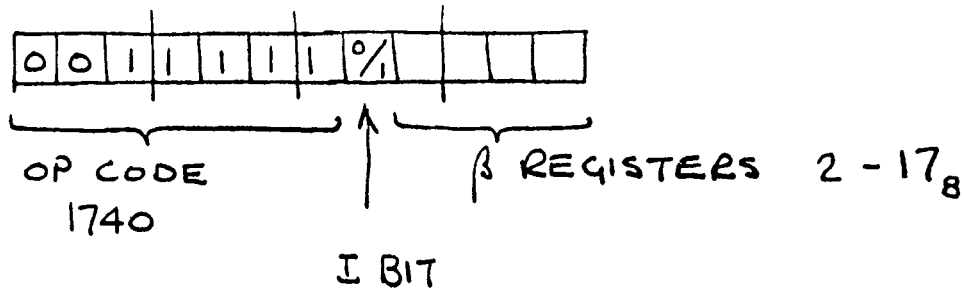 0 0 1 1 1 1 1 0/1
OP CODE β REGISTERS 2 - 17₈
1740
I BIT